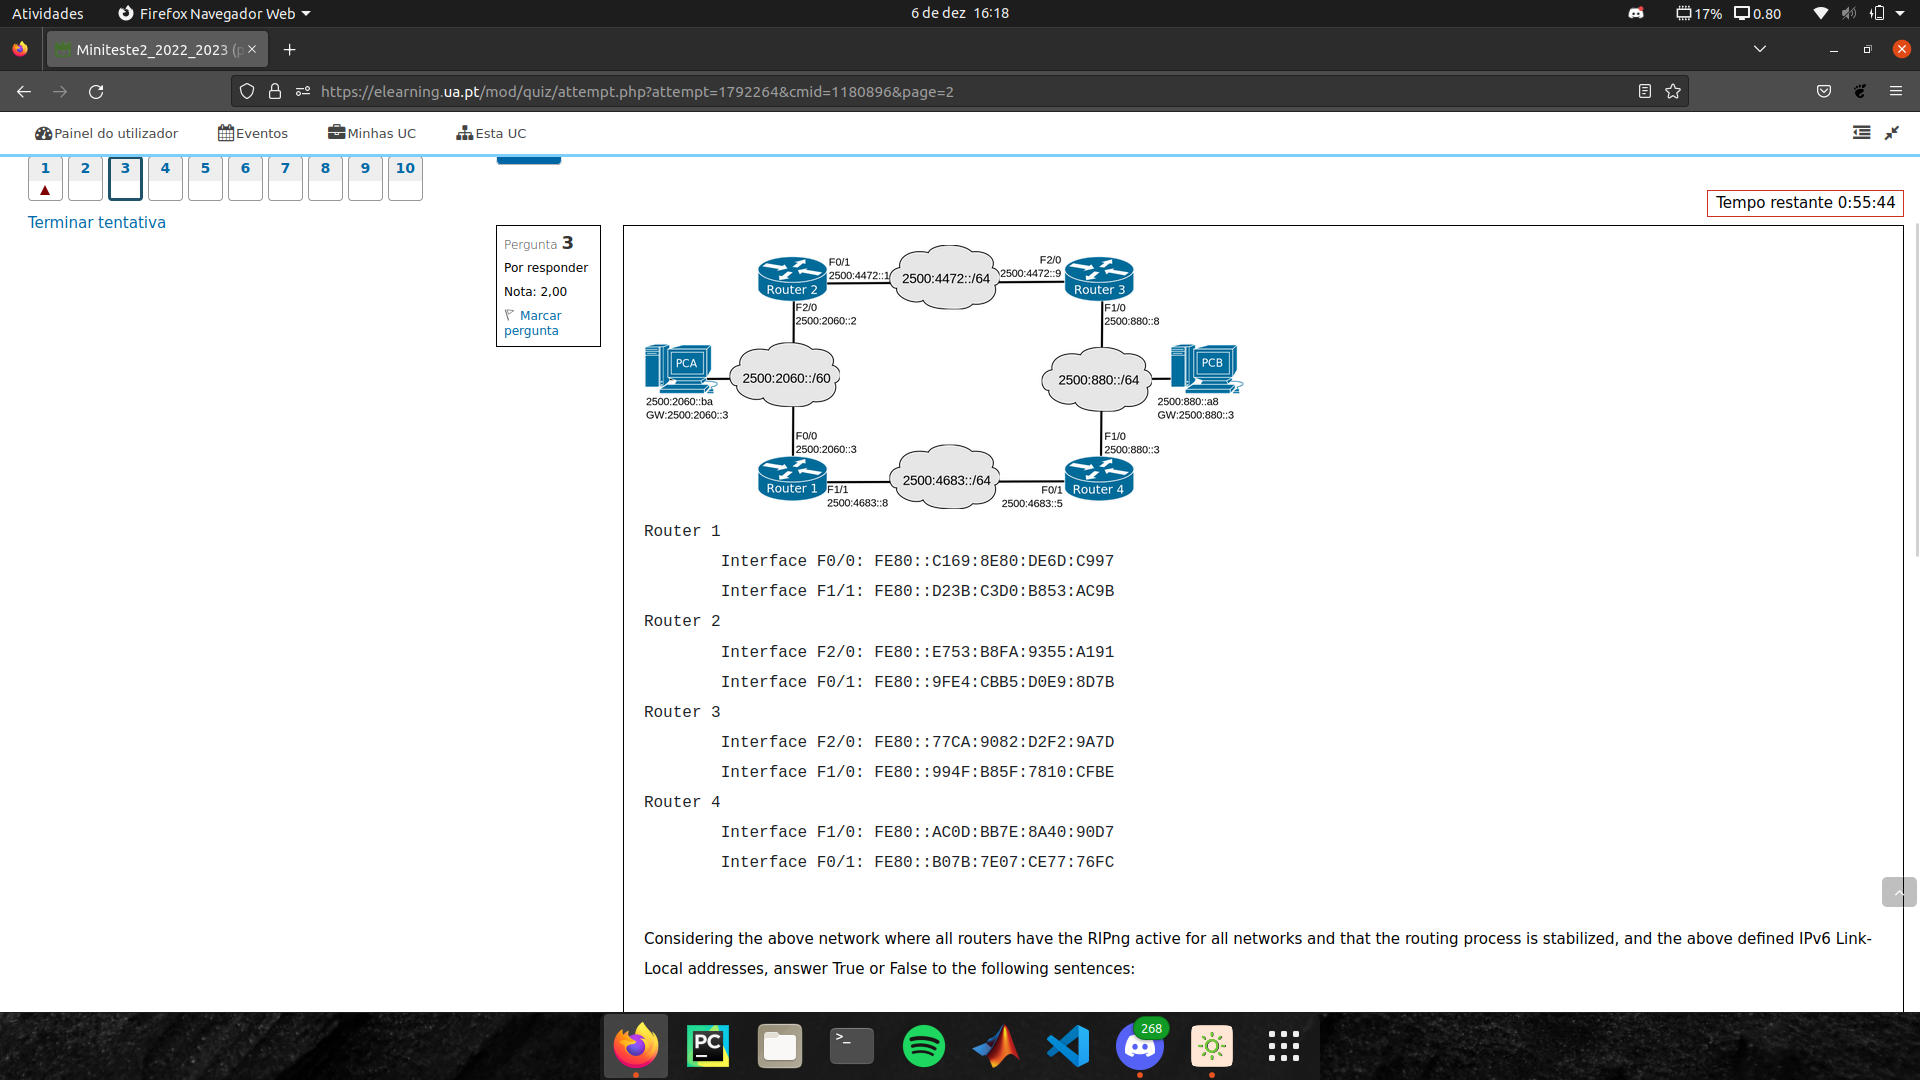 Atividades
Firefox Navegador Web
6 de dez 16:18
17%
0.80
Miniteste2_2022_2023 (p
https://elearning.ua.pt/mod/quiz/attempt.php?attempt=1792264&cmid=1180896&page=2
Painel do utilizador
Eventos
Minhas UC
Esta UC
1 2 3 4 5 6 7 8 9 10
Tempo restante 0:55:44
Terminar tentativa
Pergunta 3
Por responder
Nota: 2,00
Marcar
pergunta
Router 2
F0/1
2500:4472::1
2500:4472::/64
F2/0
2500:4472::9
Router 3
F2/0
2500:2060::2
F1/0
2500:880::8
PCA
2500:2060::/60
2500:880::/64
PCB
2500:2060::ba
GW:2500:2060::3
2500:880::a8
GW:2500:880::3
F0/0
2500:2060::3
F1/0
2500:880::3
Router 1
F1/1
2500:4683::8
2500:4683::/64
F0/1
2500:4683::5
Router 4
Router 1
Interface F0/0: FE80::C169:8E80:DE6D:C997
Interface F1/1: FE80::D23B:C3D0:B853:AC9B
Router 2
Interface F2/0: FE80::E753:B8FA:9355:A191
Interface F0/1: FE80::9FE4:CBB5:D0E9:8D7B
Router 3
Interface F2/0: FE80::77CA:9082:D2F2:9A7D
Interface F1/0: FE80::994F:B85F:7810:CFBE
Router 4
Interface F1/0: FE80::AC0D:BB7E:8A40:90D7
Interface F0/1: FE80::B07B:7E07:CE77:76FC
Considering the above network where all routers have the RIPng active for all networks and that the routing process is stabilized, and the above defined IPv6 Link-
Local addresses, answer True or False to the following sentences:
PC
>_
268